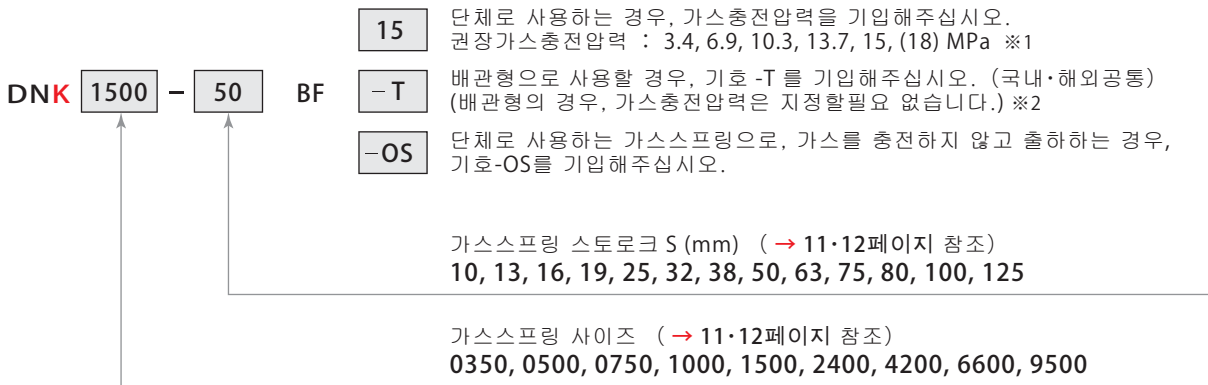 15
단체로 사용하는 경우, 가스충전압력을 기입해주십시오.
권장가스충전압력 : 3.4, 6.9, 10.3, 13.7, 15, (18) MPa ※1
DNK 1500 – 50 BF
–T
배관형으로 사용할 경우, 기호 -T 를 기입해주십시오. (국내·해외공통)
(배관형의 경우, 가스충전압력은 지정할필요 없습니다.) ※2
–OS
단체로 사용하는 가스스프링으로, 가스를 충전하지 않고 출하하는 경우,
기호-OS를 기입해주십시오.
가스스프링 스토로크 S (mm) ( → 11·12페이지 참조)
10, 13, 16, 19, 25, 32, 38, 50, 63, 75, 80, 100, 125
가스스프링 사이즈 ( → 11·12페이지 참조)
0350, 0500, 0750, 1000, 1500, 2400, 4200, 6600, 9500